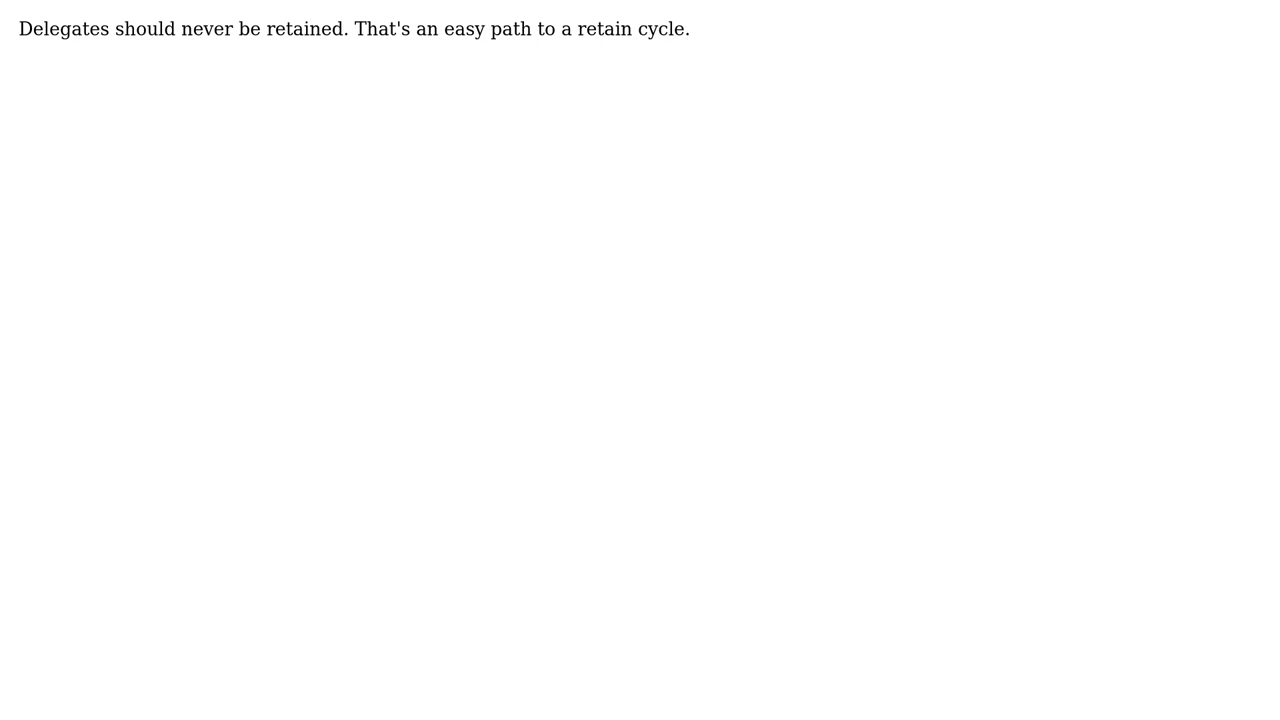 Delegates should never be retained. That's an easy path to a retain cycle.